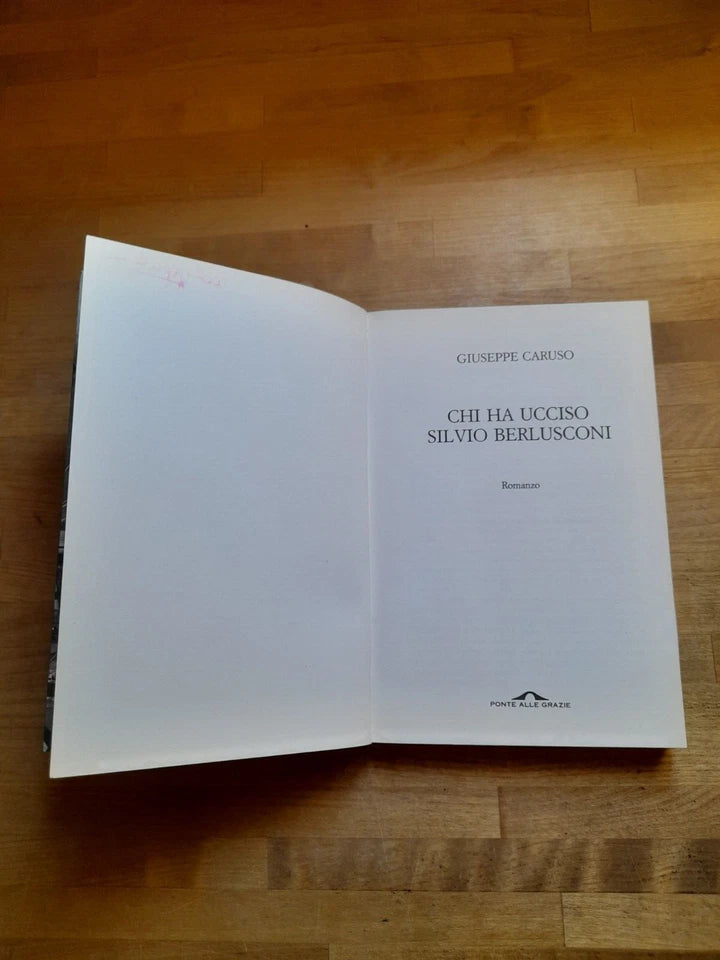 GIUSEPPE CARUSO
CHI HA UCCISO
SILVIO BERLUSCONI
Romanzo
PONTE ALLE GRAZIE